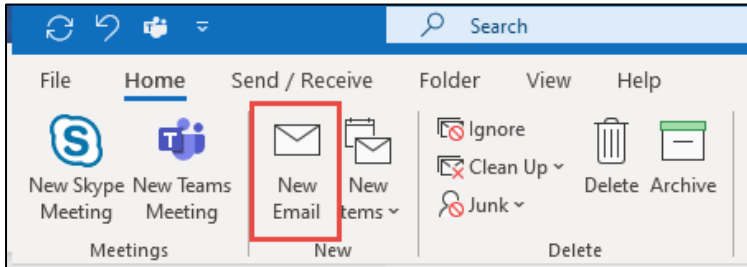 Search
File Home Send / Receive Folder View Help
New Skype Meeting
New Teams Meeting
New Email
New Items
Ignore
Clean Up
Junk
Delete
Archive
Meetings New Delete